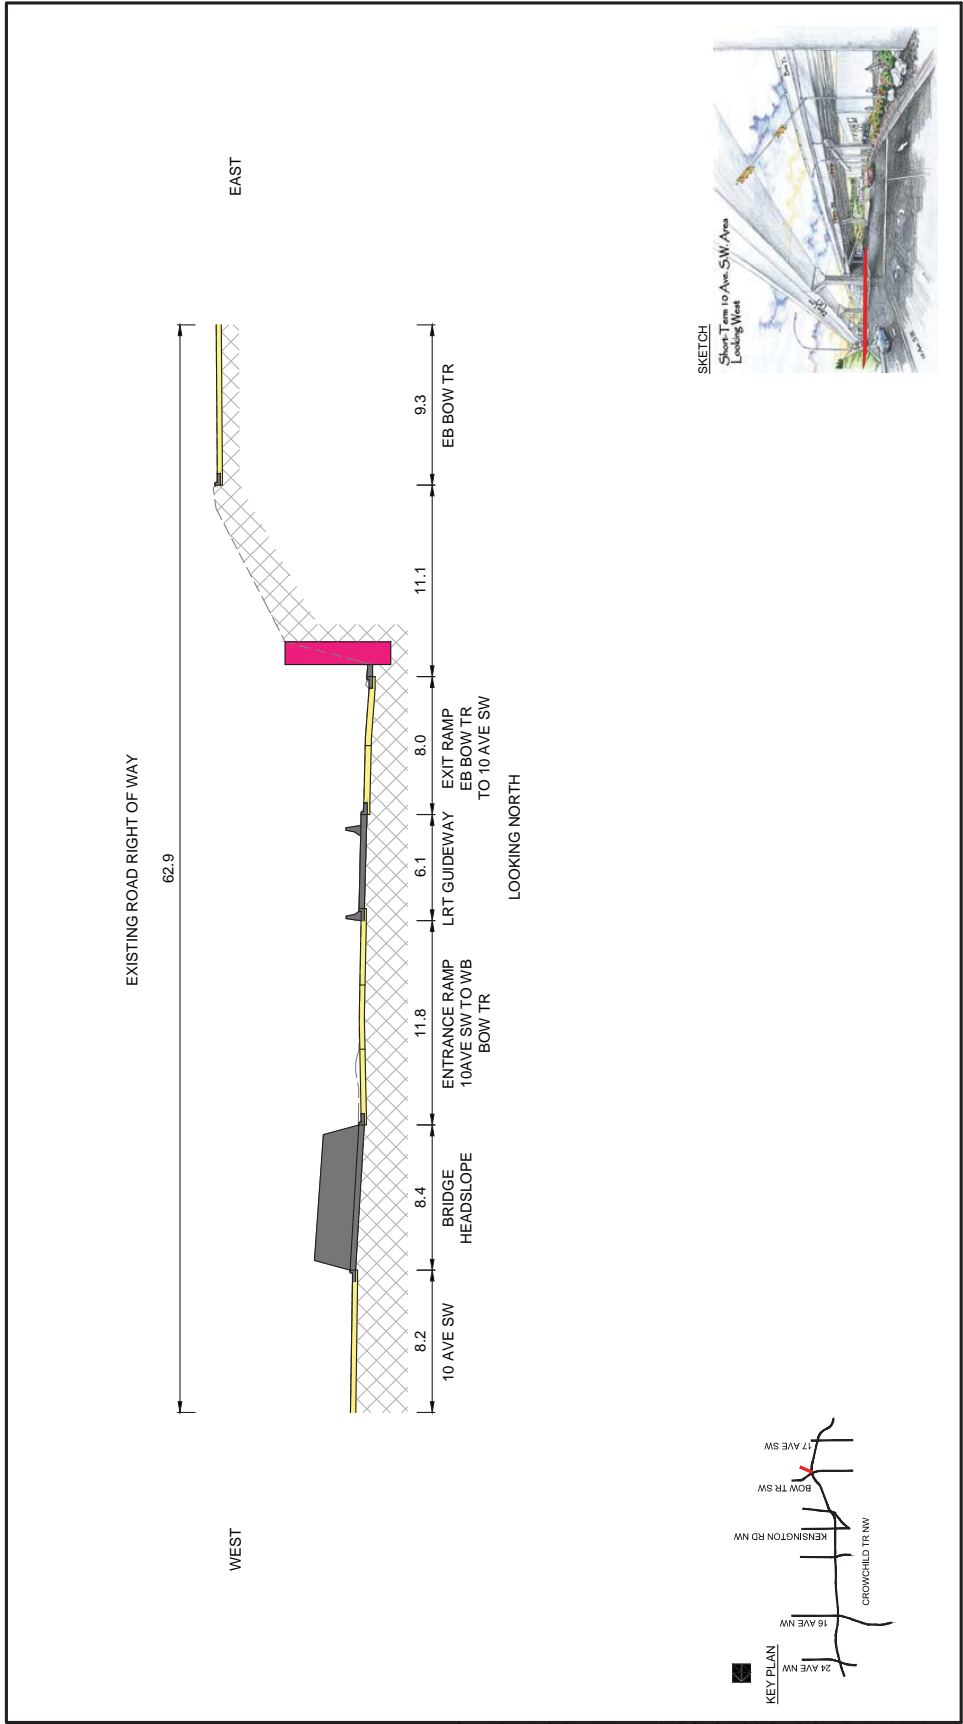 EXISTING ROAD RIGHT OF WAY
62.9
WEST
EAST
8.2
8.4
11.8
6.1
8.0
11.1
9.3
10 AVE SW
BRIDGE
HEADSLOPE
ENTRANCE RAMP
10AVE SW TO WB
BOW TR
LRT GUIDEWAY
EXIT RAMP
EB BOW TR
TO 10 AVE SW
EB BOW TR
LOOKING NORTH
KEY PLAN
24 AVE NW
16 AVE NW
KENSINGTON RD NW
BOW TR SW
17 AVE SW
CROWCHILD TR NW
SKETCH
Short-Term 10 Ave. S.W. Area
Looking West